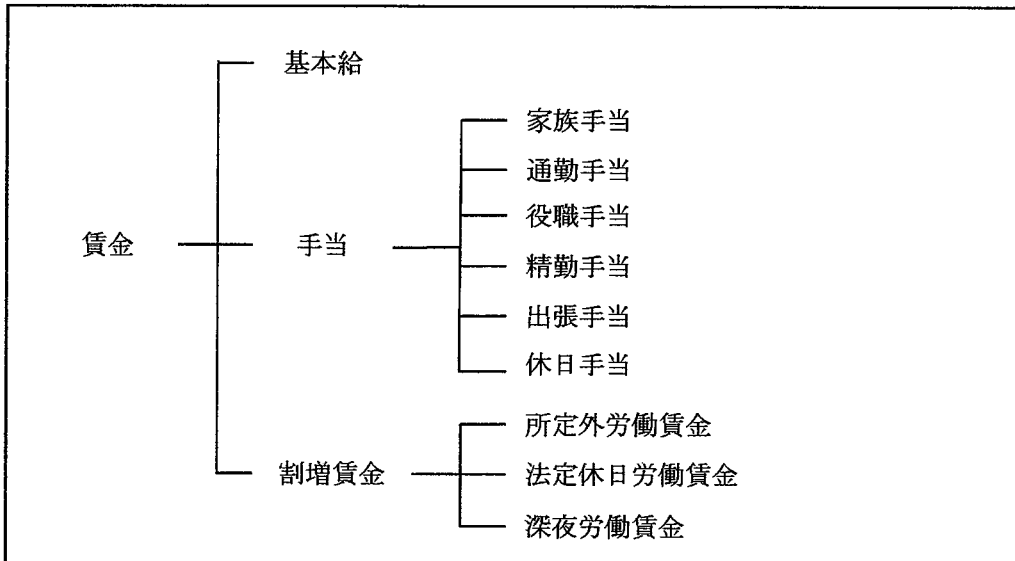 基本給
家族手当
通勤手当
役職手当
賃金
手当
精勤手当
出張手当
休日手当
所定外労働賃金
割増賃金
法定休日労働賃金
深夜労働賃金